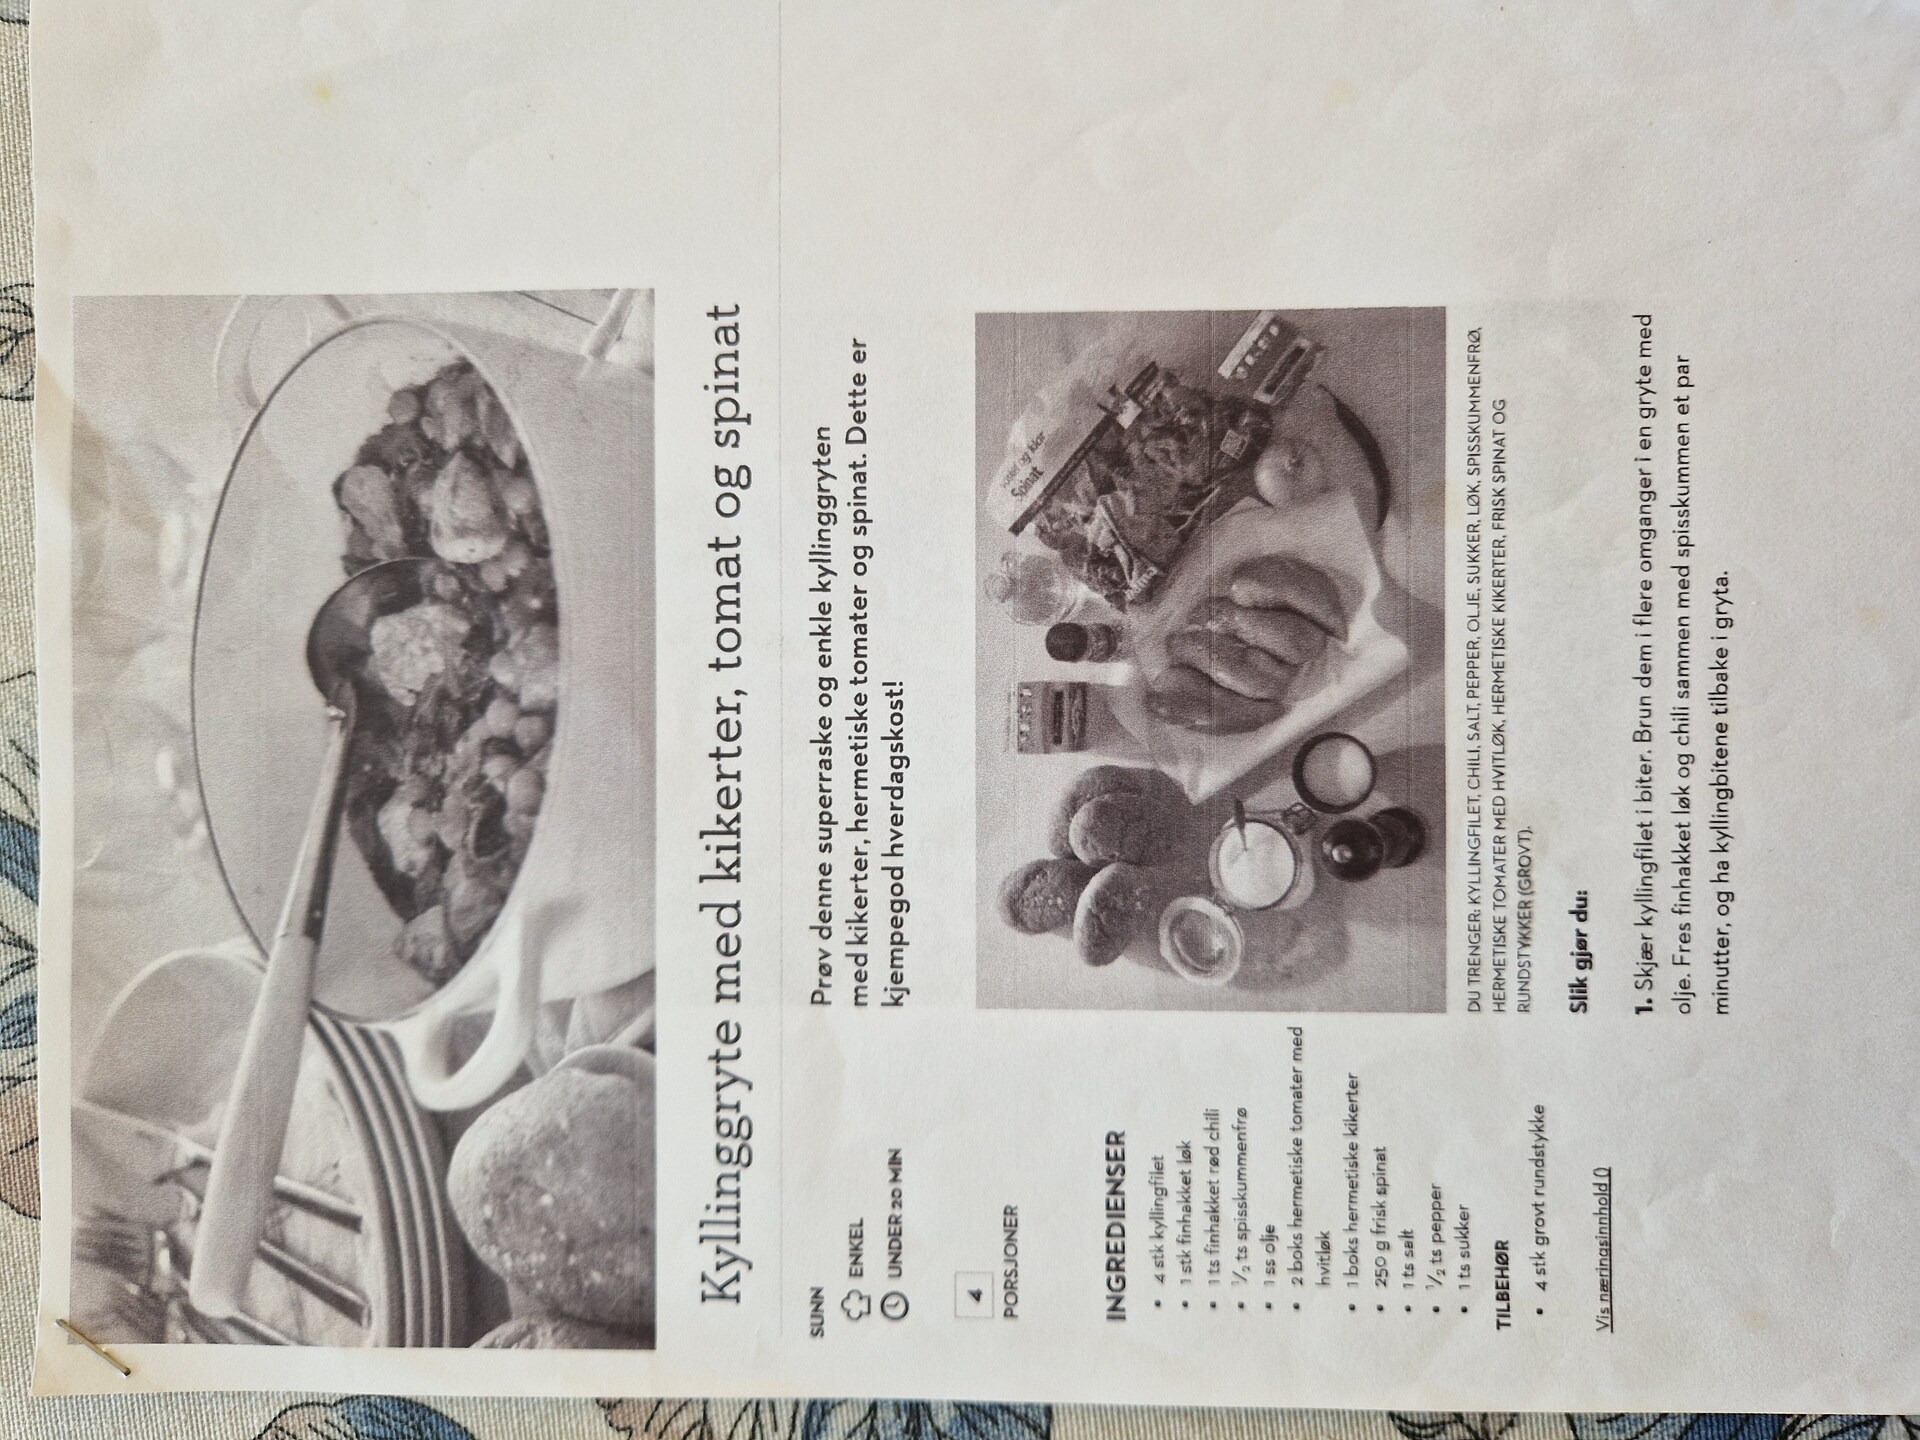 Kyllinggryte med kikerter, tomat og spinat
SUNN
ENKEL
UNDER 20 MIN
4
PORSJONER
INGREDIENSER
• 4 stk kyllingfilet
• 1 stk finhakket løk
• 1 ts finhakket rød chili
• ½ ts spisskummenfrø
• 1 ss olje
• 2 boks hermetiske tomater med
hvitløk
• 1 boks hermetiske kikerter
• 250 g frisk spinat
• 1 ts salt
• ½ ts pepper
• 1 ts sukker
TILBEHØR
• 4 stk grovt rundstykke
Vis næringsinnhold ()
Prøv denne superraske og enkle kyllinggryten
med kikerter, hermetiske tomater og spinat. Dette er
kjempegod hverdagskost!
Spinat
DU TRENGER: KYLLINGFILET, CHILI, SALT, PEPPER, OLJE, SUKKER, LØK, SPISSKUMMENFRØ,
HERMETISKE TOMATER MED HVITLØK, HERMETISKE KIKERTER, FRISK SPINAT OG
RUNDSTYKKER (GROVT).
Slik gjør du:
1. Skjær kyllingfilet i biter. Brun dem i flere omganger i en gryte med
olje. Fres finhakket løk og chili sammen med spisskummen et par
minutter, og ha kyllingbitene tilbake i gryta.